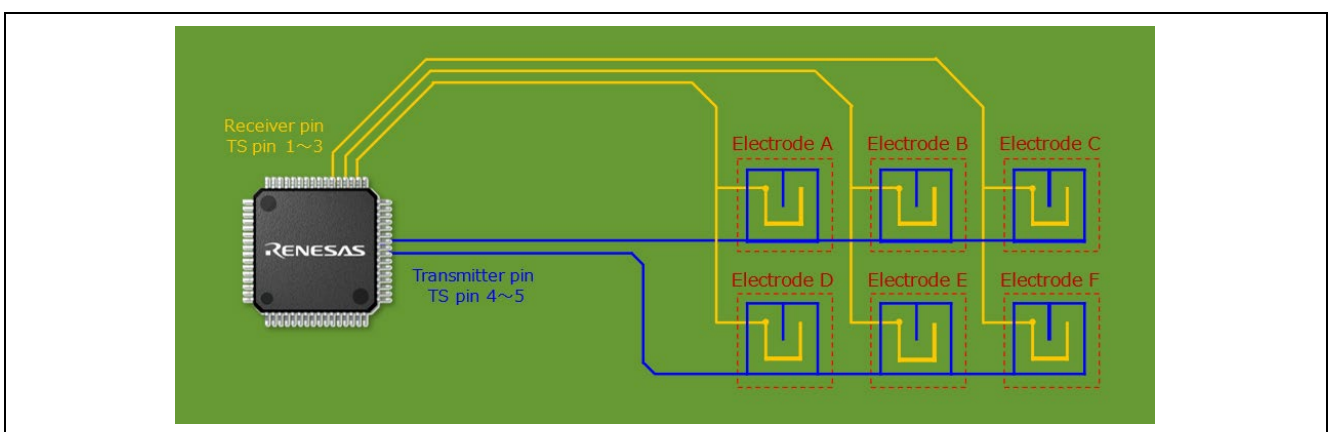 Receiver pin
TS pin 1～3
Electrode A
Electrode B
Electrode C
RENESAS
Transmitter pin
TS pin 4～5
Electrode D
Electrode E
Electrode F